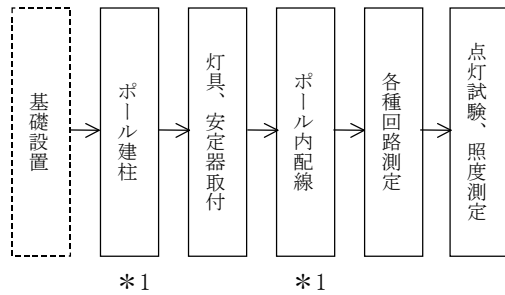 基礎設置
ポール建柱
灯具、安定器取付
ポール内配線
各種回路測定
点灯試験、照度測定
＊1
＊1